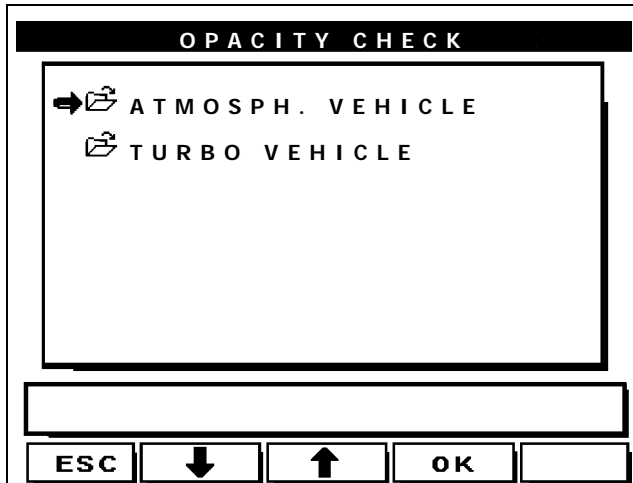 OPACITY CHECK
ATMOSPH. VEHICLE
TURBO VEHICLE
ESC OK